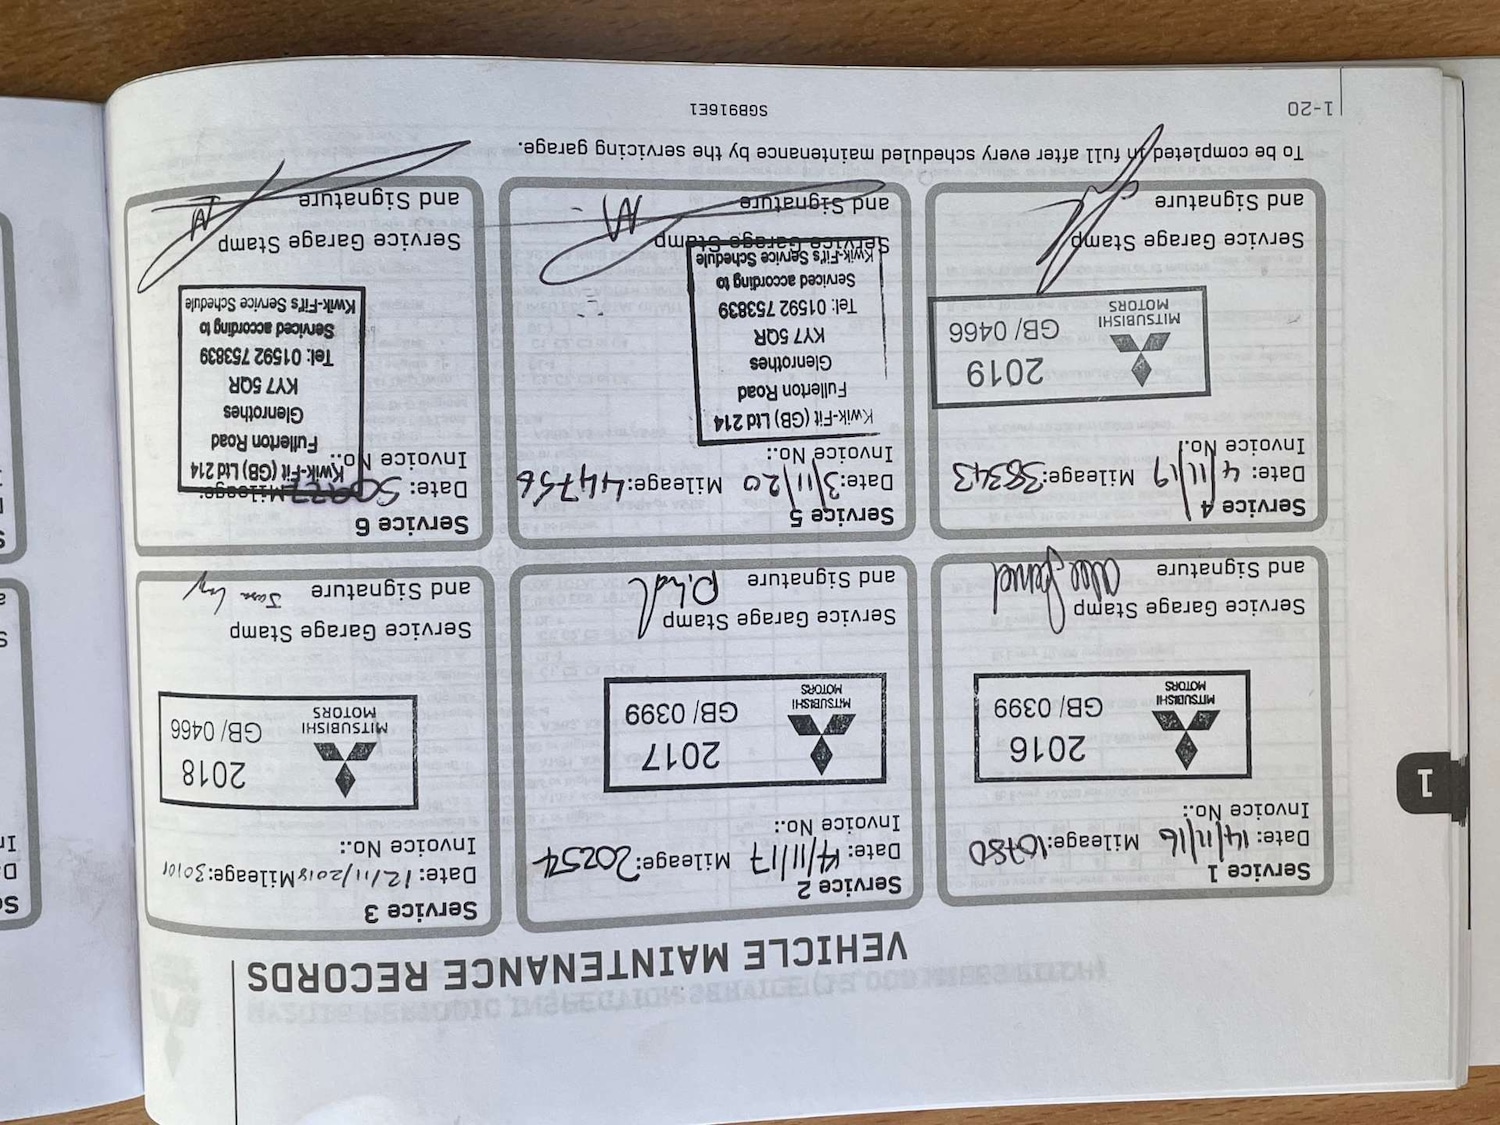 VEHICLE MAINTENANCE RECORDS
1
Service 1
Date: 14/11/16 Mileage: 10780
Invoice No.:
2016
GB/ 0399
MITSUBISHI
MOTORS
Service Garage Stamp
and Signature
Service 2
Date: 14/11/17 Mileage: 20254
Invoice No.:
2017
GB/ 0399
MITSUBISHI
MOTORS
Service Garage Stamp
and Signature
Service 3
Date: 12/11/2018 Mileage: 30101
Invoice No.:
2018
GB/ 0466
MITSUBISHI
MOTORS
Service Garage Stamp
and Signature
Service 4
Date: 4/11/19 Mileage: 38343
Invoice No.
2019
GB/ 0466
MITSUBISHI
MOTORS
Service Garage Stamp
and Signature
Service 5
Date: 3/11/20 Mileage: 44756
Invoice No.:
Kwik-Fit (GB) Ltd 214
Fullerton Road
Glenrothes
KY7 5QR
Tel: 01592 753839
Serviced according to
Kwik-Fit's Service Schedule
Service Garage Stamp
and Signature
Service 6
Date: Mileage:
Invoice No.:
Kwik-Fit (GB) Ltd 214
Fullerton Road
Glenrothes
KY7 5QR
Tel: 01592 753839
Serviced according to
Kwik-Fit's Service Schedule
Service Garage Stamp
and Signature
To be completed in full after every scheduled maintenance by the servicing garage.
1-20
SGB916E1